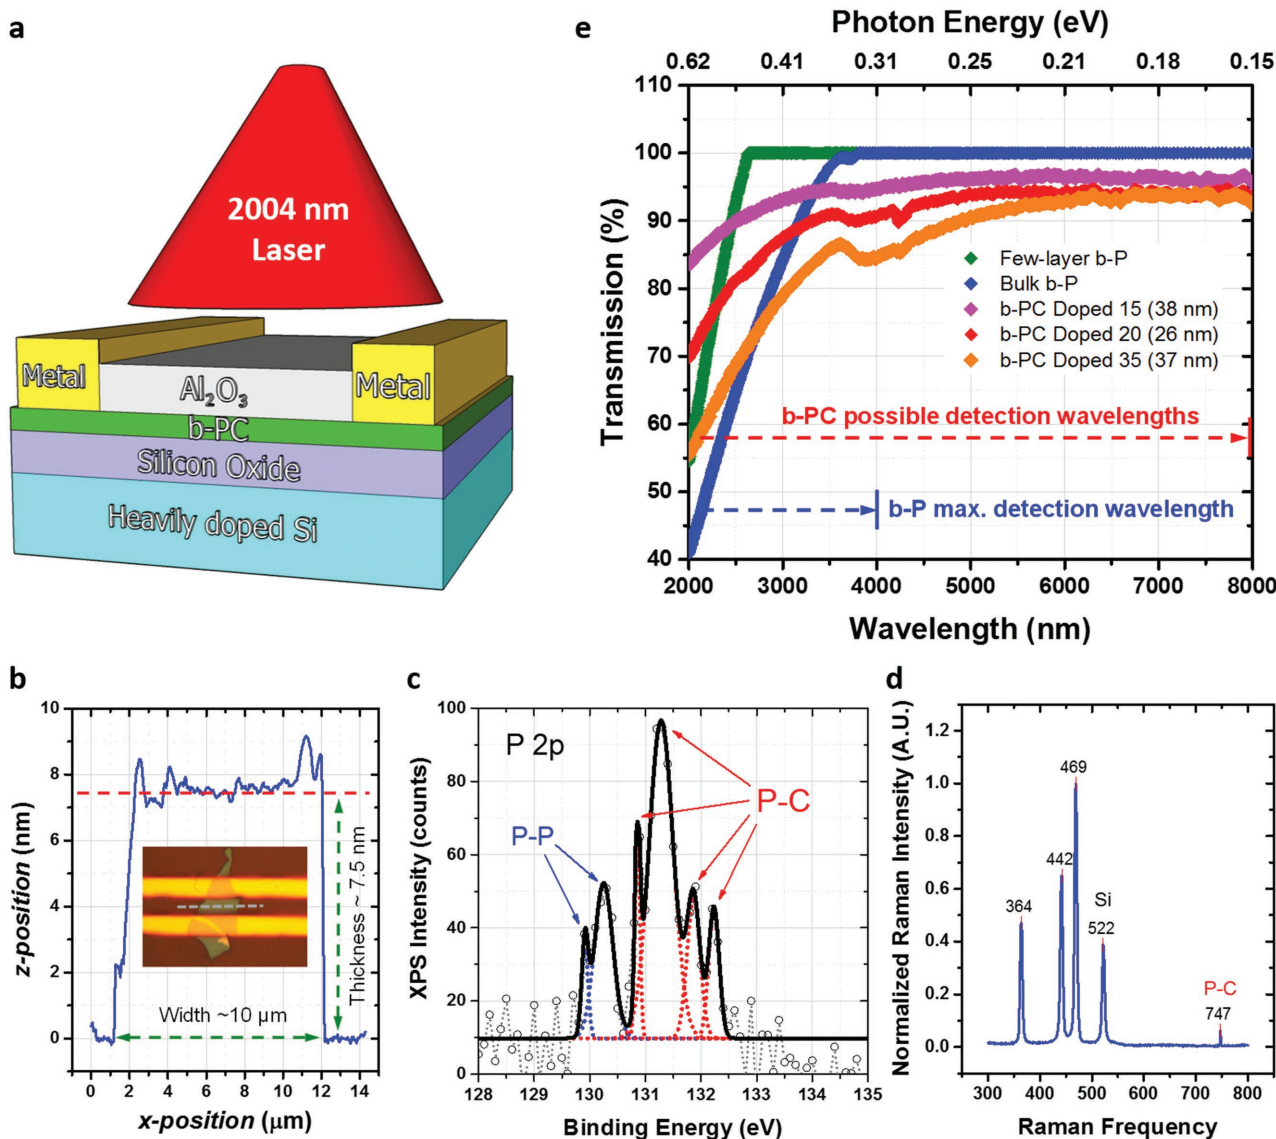 a
2004 nm
Laser
Metal
Al₂O₃
Metal
b-PC
Silicon Oxide
Heavily doped Si
e
Photon Energy (eV)
0.62 0.41 0.31 0.25 0.21 0.18 0.15
Transmission (%)
110
100
90
80
70
60
50
40
Few-layer b-P
Bulk b-P
b-PC Doped 15 (38 nm)
b-PC Doped 20 (26 nm)
b-PC Doped 35 (37 nm)
b-PC possible detection wavelengths
b-P max. detection wavelength
2000 3000 4000 5000 6000 7000 8000
Wavelength (nm)
b
z-position (nm)
10
8
6
4
2
0
Thickness ~ 7.5 nm
Width ~10 μm
0 2 4 6 8 10 12 14
x-position (μm)
c
XPS Intensity (counts)
100
80
60
40
20
0
P 2p
P-P
P-C
128 129 130 131 132 133 134 135
Binding Energy (eV)
d
Normalized Raman Intensity (A.U.)
1.2
1.0
0.8
0.6
0.4
0.2
0.0
469
442
364
Si
522
P-C
747
300 400 500 600 700 800
Raman Frequency